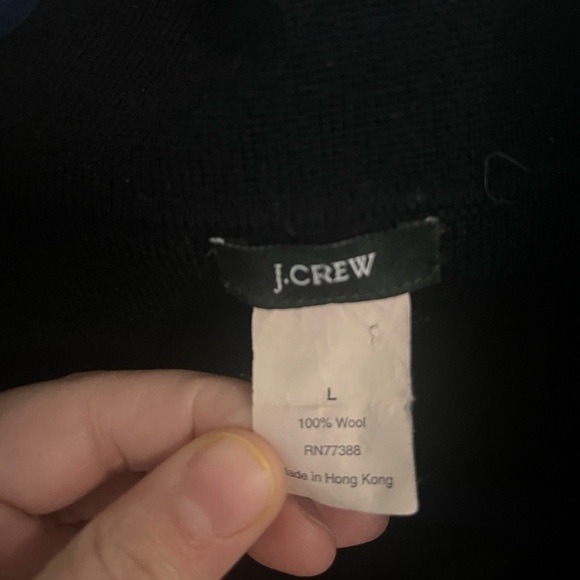 J.CREW
L
100% Wool
RN77388
ade in Hong Kong